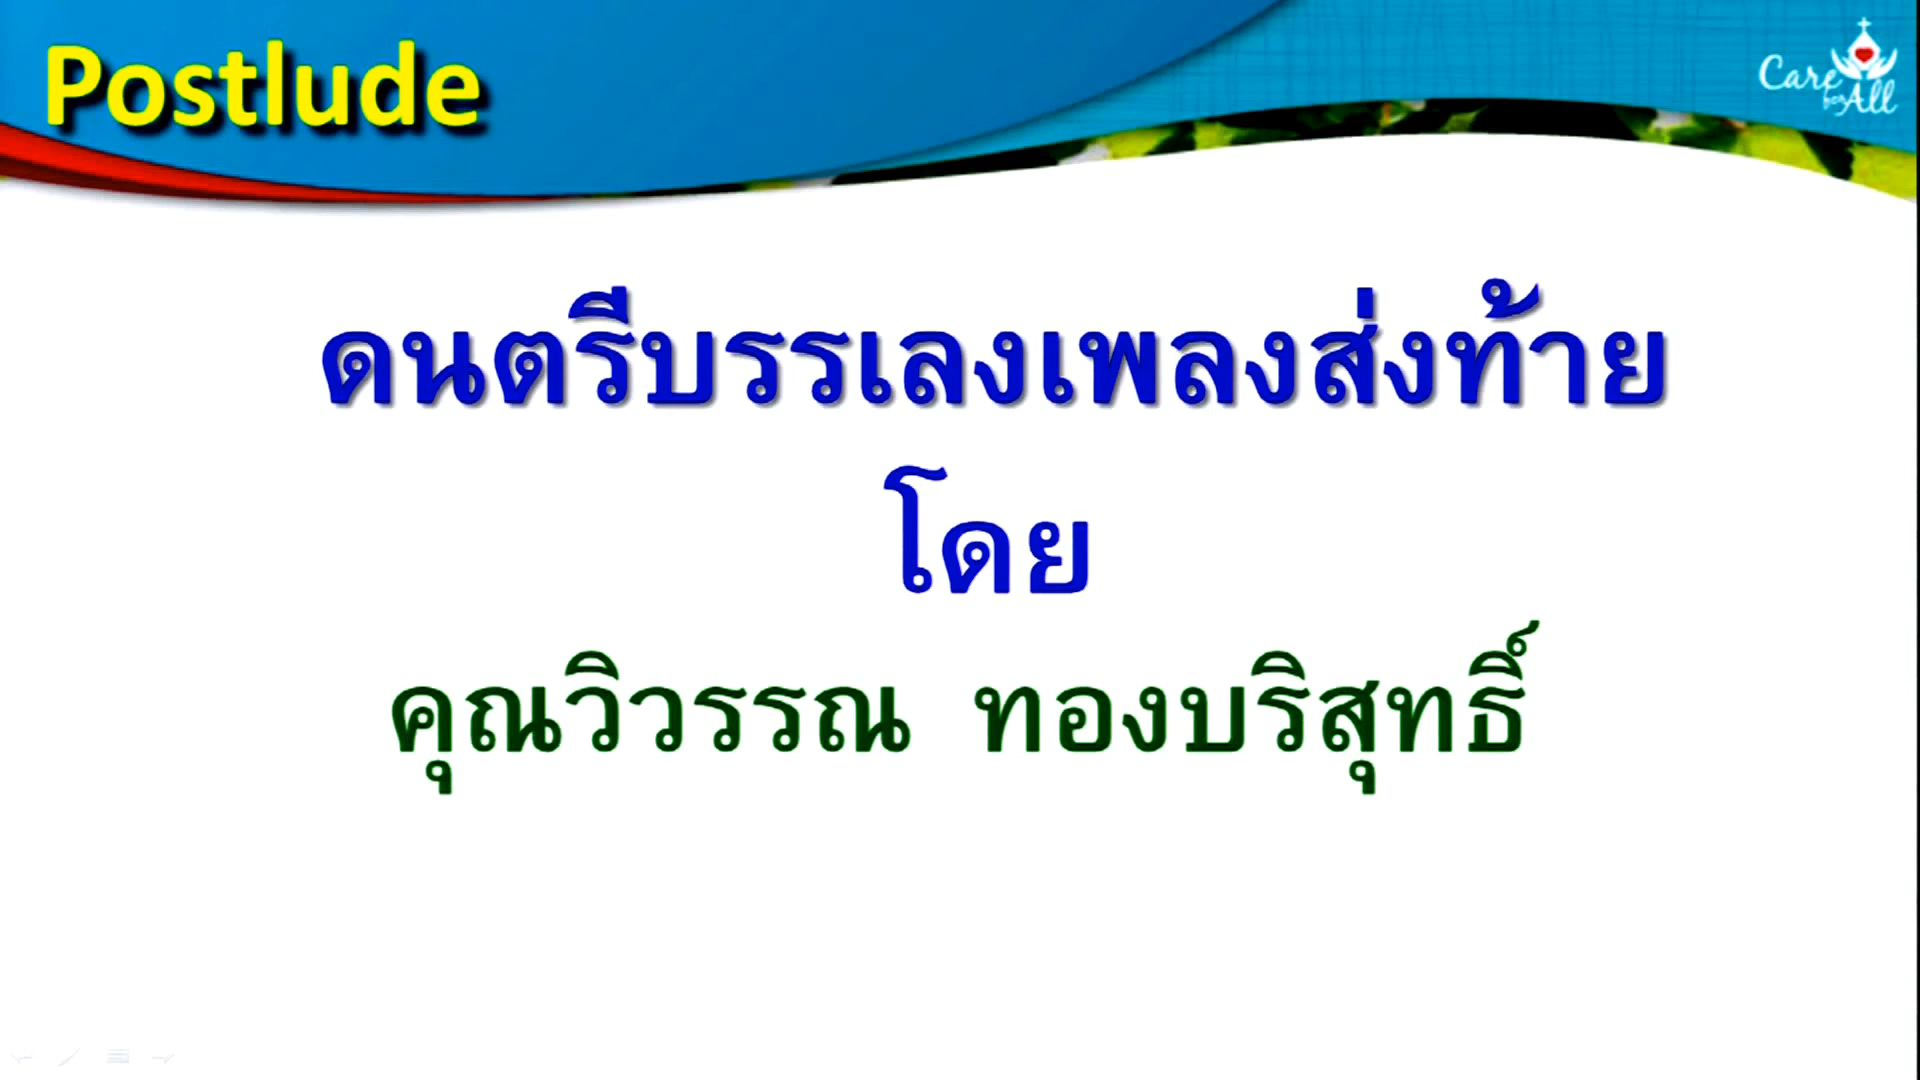 Postlude
Care
for All
ดนตรีบรรเลงเพลงส่งท้าย
โดย
คุณวิวรรณ ทองบริสุทธิ์